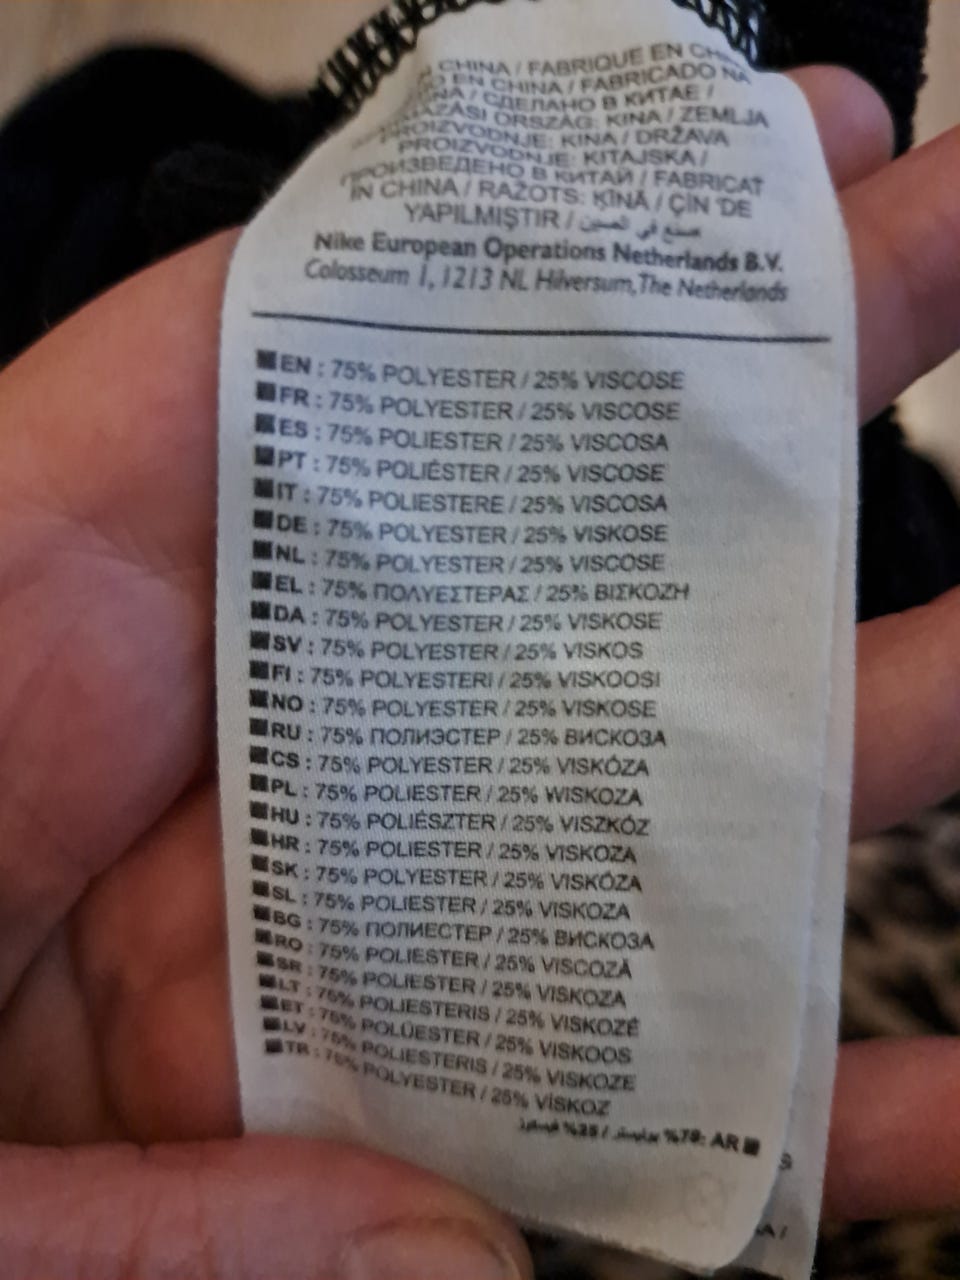 CHINA / FABRIQUE EN
EN CHINA / FABRICADO NA
/ СДЕЛАНО В КИТАЕ /
ORSZÁG: KINA / ZEMLJA
PROIZVODNJE: KINA / DRŽAVA
PROIZVODNJE: KITAJSKA /
ПРОИЗВЕДЕНО В КИТАЙ / FABRICAT
IN CHINA / RAŽOTS: ĶĪNĀ / ÇİN 'DE
YAPILMIŞTIR / صنع في الصين
Nike European Operations Netherlands B.V.
Colosseum 1, 1213 NL Hilversum, The Netherlands
EN : 75% POLYESTER / 25% VISCOSE
FR : 75% POLYESTER / 25% VISCOSE
ES : 75% POLIESTER / 25% VISCOSA
PT : 75% POLIÉSTER / 25% VISCOSE
IT : 75% POLIESTERE / 25% VISCOSA
DE : 75% POLYESTER / 25% VISKOSE
NL : 75% POLYESTER / 25% VISCOSE
EL : 75% ΠΟΛΥΕΣΤΕΡΑΣ / 25% ΒΙΣΚΟΖΗ
DA : 75% POLYESTER / 25% VISKOSE
SV : 75% POLYESTER / 25% VISKOS
FI : 75% POLYESTERI / 25% VISKOOSI
NO : 75% POLYESTER / 25% VISKOSE
RU : 75% ПОЛИЭСТЕР / 25% ВИСКОЗА
CS : 75% POLYESTER / 25% VISKÓZA
PL : 75% POLIESTER / 25% WISKOZA
HU : 75% POLIÉSZTER / 25% VISZKÓZ
HR : 75% POLIESTER / 25% VISKOZA
SK : 75% POLYESTER / 25% VISKÓZA
SL : 75% POLIESTER / 25% VISKOZA
BG : 75% ПОЛИЕСТЕР / 25% ВИСКОЗА
RO : 75% POLIESTER / 25% VISCOZĂ
SR : 75% POLIESTER / 25% VISKOZA
LT : 75% POLIESTERIS / 25% VISKOZĖ
ET : 75% POLÜESTER / 25% VISKOOS
LV : 75% POLIESTERIS / 25% VISKOZE
TR : 75% POLYESTER / 25% VİSKOZ
AR :75% بوليستر / 25% فيسكوز